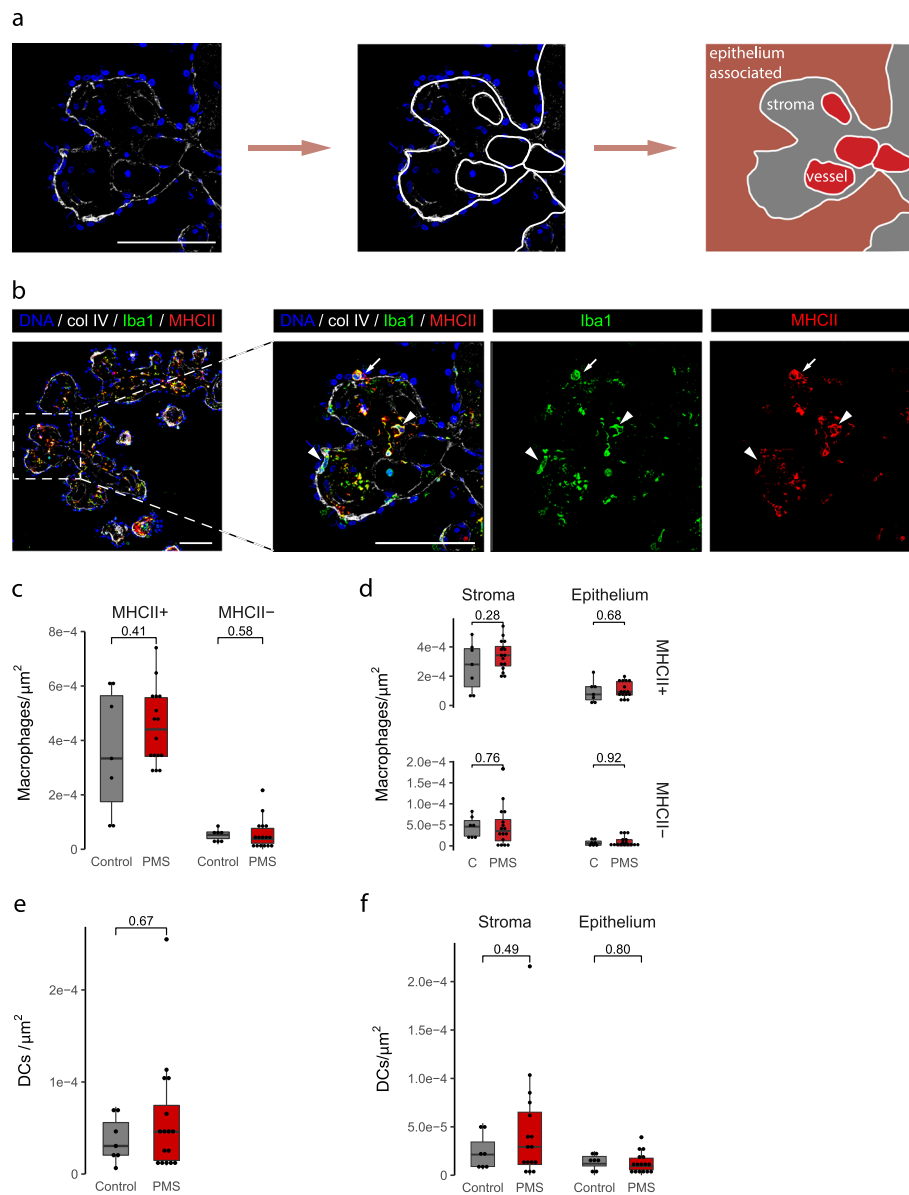 a
epithelium
associated
stroma
vessel
b
DNA / col IV / Iba1 / MHCII
DNA / col IV / Iba1 / MHCII
Iba1
MHCII
c
MHCII+
MHCII−
0.41
0.58
8e−4
6e−4
4e−4
2e−4
0
Macrophages/µm²
Control
PMS
Control
PMS
d
Stroma
Epithelium
0.28
0.68
4e−4
2e−4
0
MHCII+
0.76
0.92
2.0e−4
1.5e−4
1.0e−4
5.0e−5
0
MHCII−
Macrophages/µm²
C
PMS
C
PMS
e
0.67
2e−4
1e−4
0
DCs /µm²
Control
PMS
f
Stroma
Epithelium
0.49
0.80
2.0e−4
1.5e−4
1.0e−4
5.0e−5
0
DCs/µm²
Control
PMS
Control
PMS